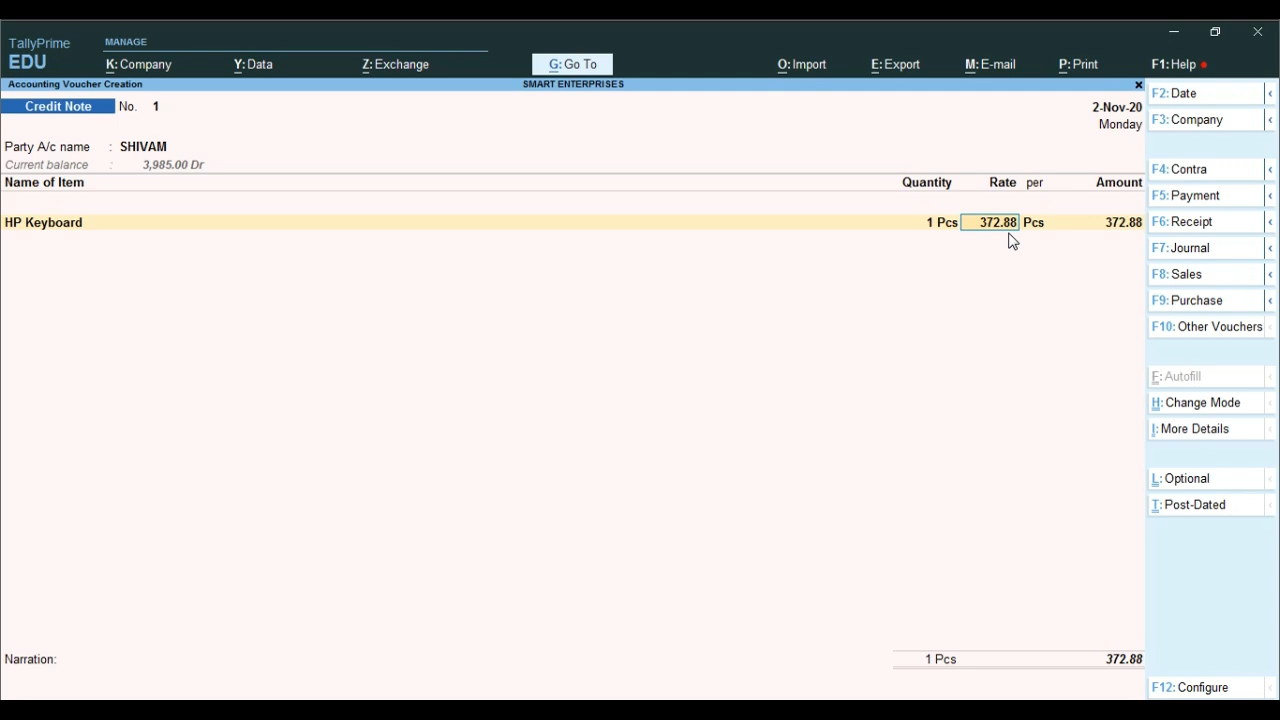 TallyPrime
EDU
MANAGE
K: Company
Y: Data
Z: Exchange
G: Go To
O: Import
E: Export
M: E-mail
P: Print
F1: Help
Accounting Voucher Creation
SMART ENTERPRISES
Credit Note No. 1
2-Nov-20
Monday
Party A/c name : SHIVAM
Current balance : 3,985.00 Dr
Name of Item Quantity Rate per Amount
HP Keyboard 1 Pcs 372.88 Pcs 372.88
Narration: 1 Pcs 372.88
F2: Date
F3: Company
F4: Contra
F5: Payment
F6: Receipt
F7: Journal
F8: Sales
F9: Purchase
F10: Other Vouchers
F: Autofill
H: Change Mode
I: More Details
L: Optional
T: Post-Dated
F12: Configure